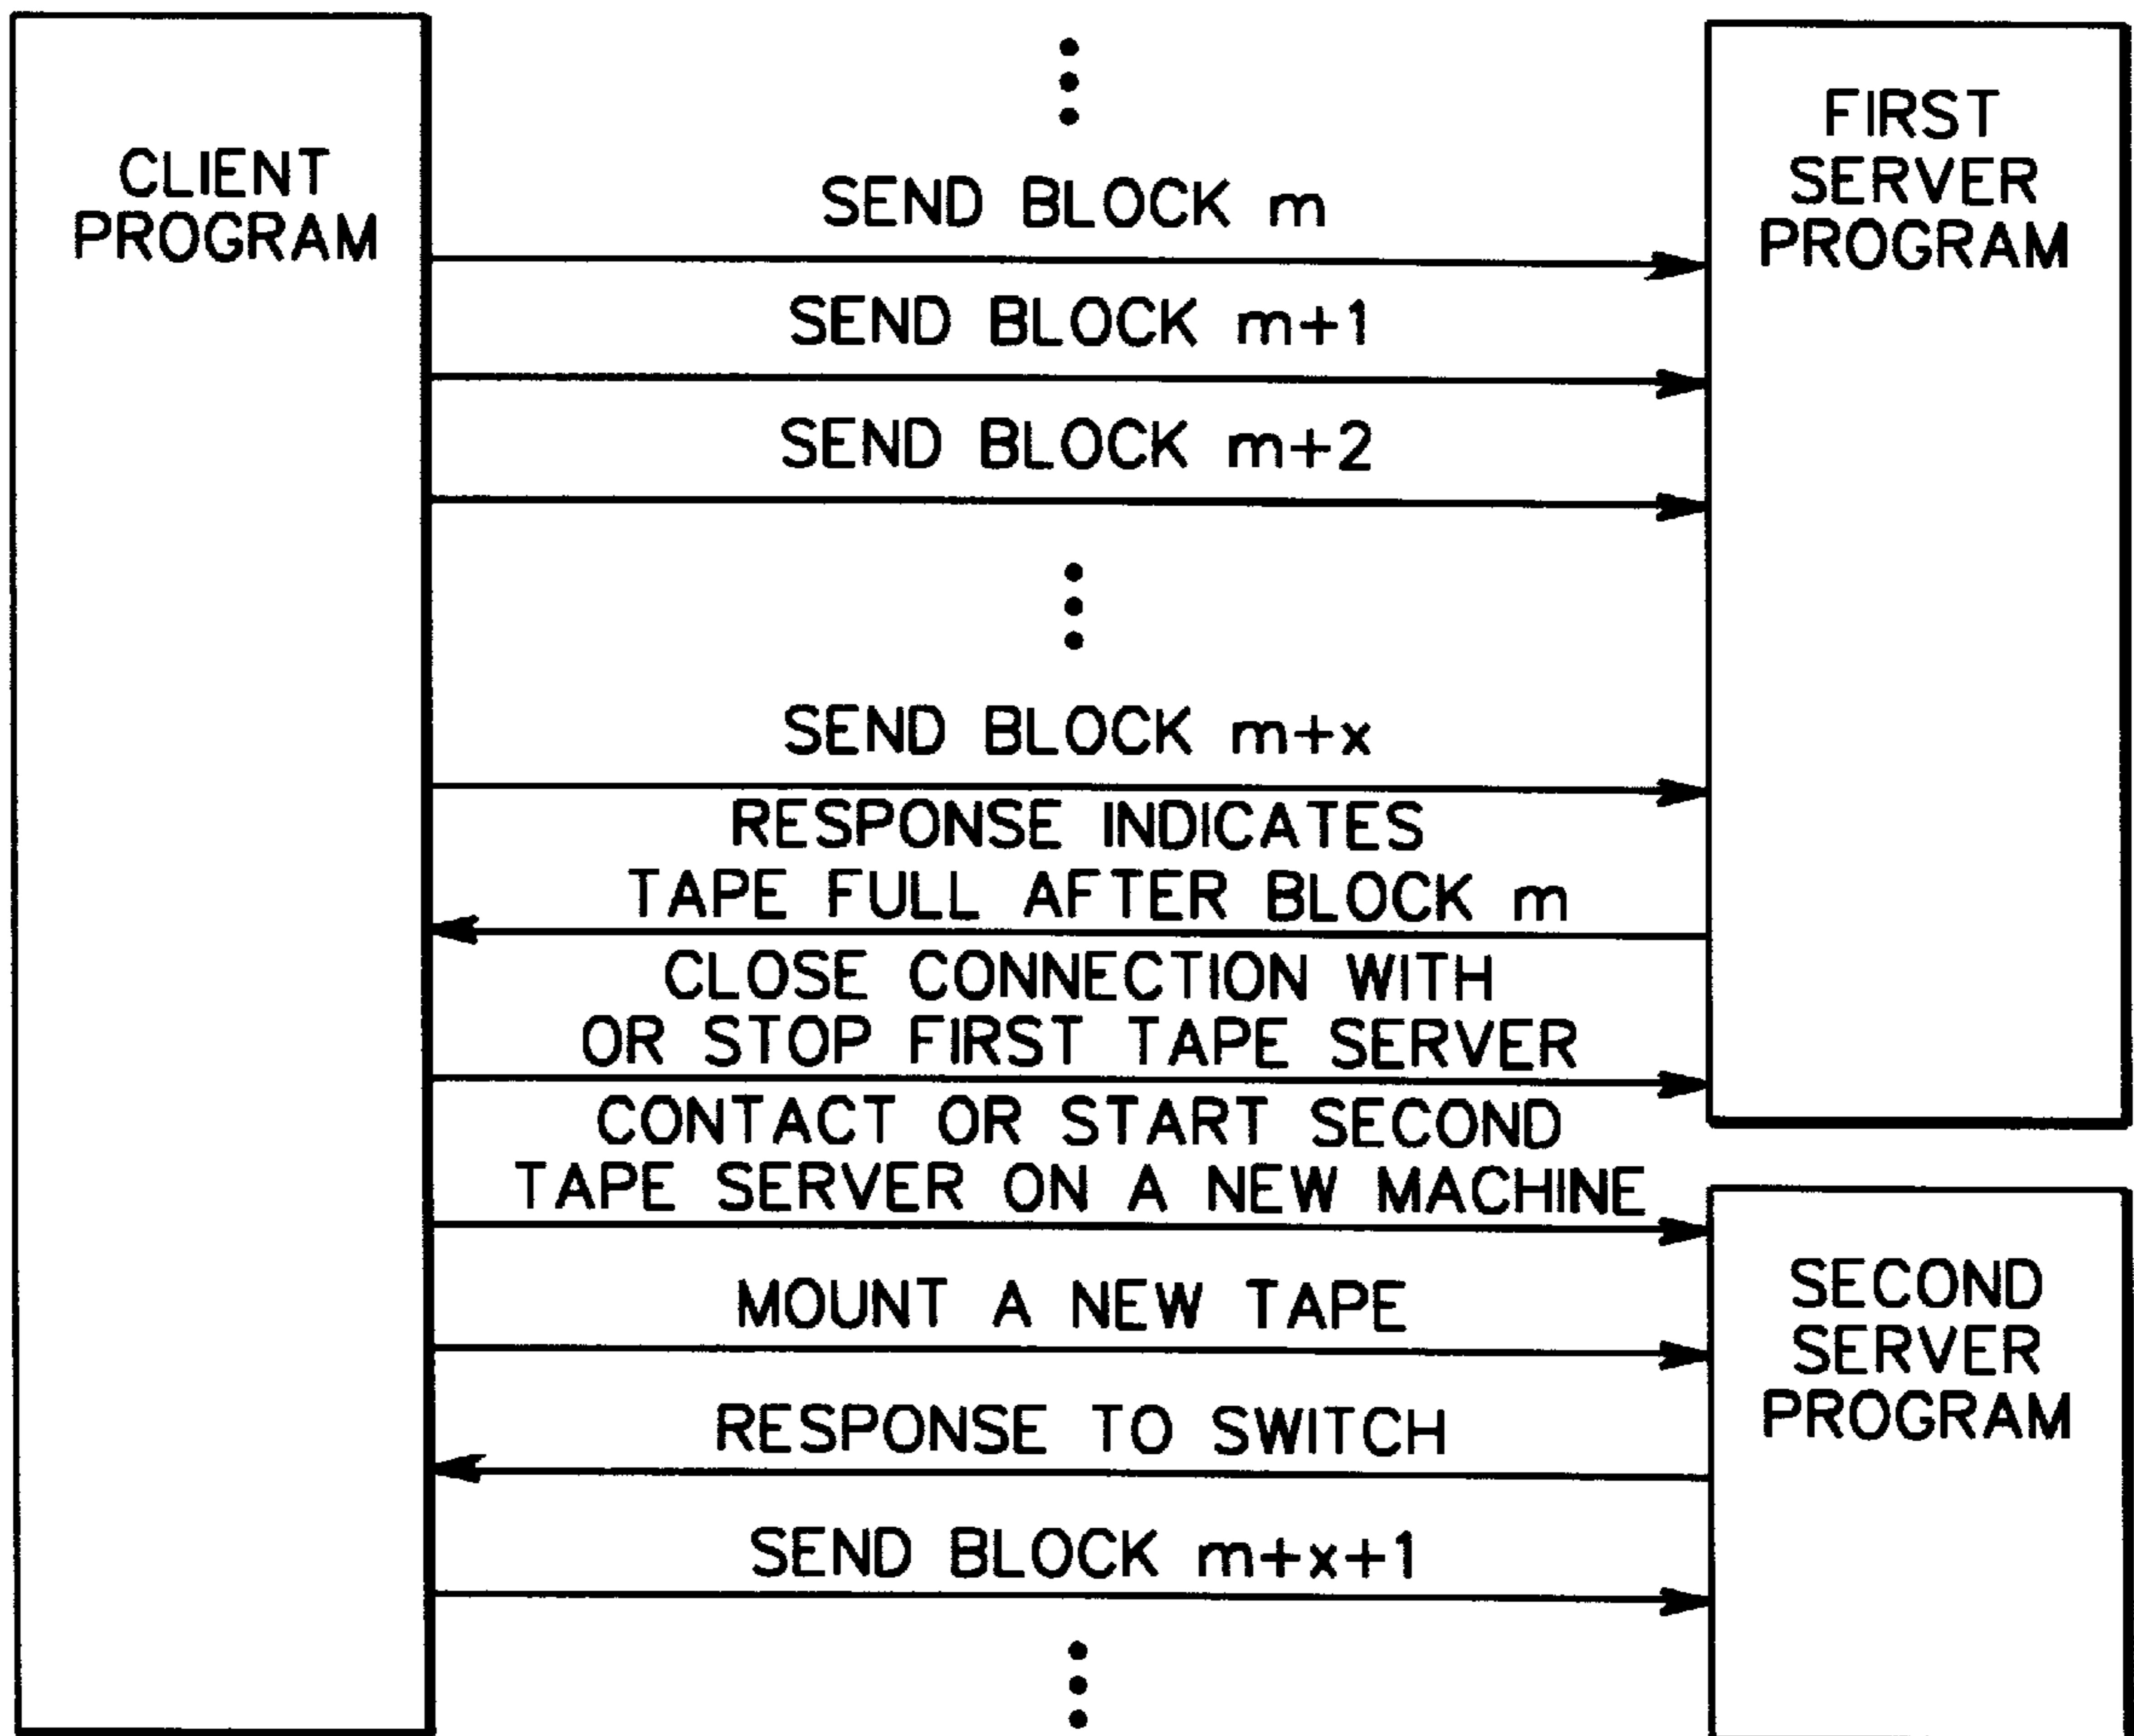 CLIENT
PROGRAM
FIRST
SERVER
PROGRAM
SEND BLOCK m
SEND BLOCK m+1
SEND BLOCK m+2
SEND BLOCK m+x
RESPONSE INDICATES
TAPE FULL AFTER BLOCK m
CLOSE CONNECTION WITH
OR STOP FIRST TAPE SERVER
CONTACT OR START SECOND
TAPE SERVER ON A NEW MACHINE
SECOND
SERVER
PROGRAM
MOUNT A NEW TAPE
RESPONSE TO SWITCH
SEND BLOCK m+x+1